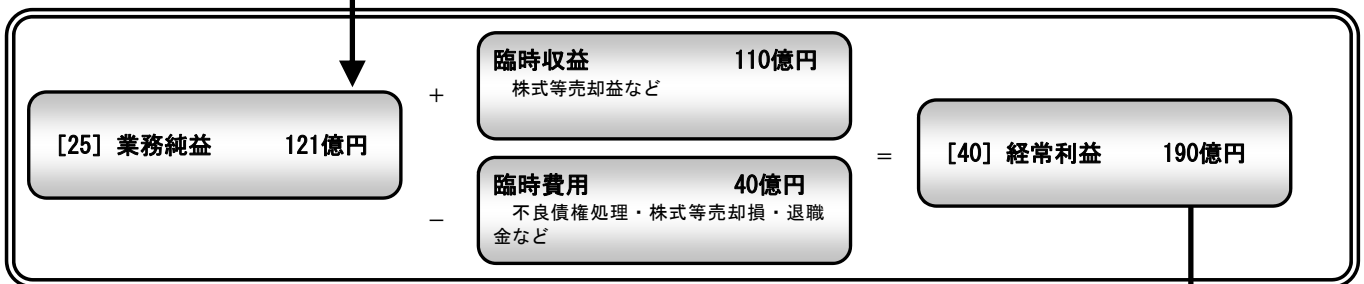 臨時収益 110億円
株式等売却益など
+
[25] 業務純益 121億円
=
[40] 経常利益 190億円
臨時費用 40億円
－
不良債権処理・株式等売却損・退職
金など